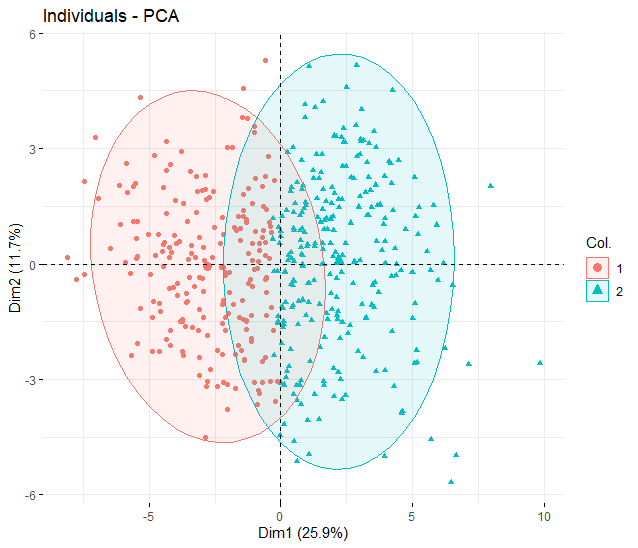 Individuals - PCA
6
3
0
-3
-6
Dim2 (11.7%)
-5
0
5
10
Dim1 (25.9%)
Col.
1
2